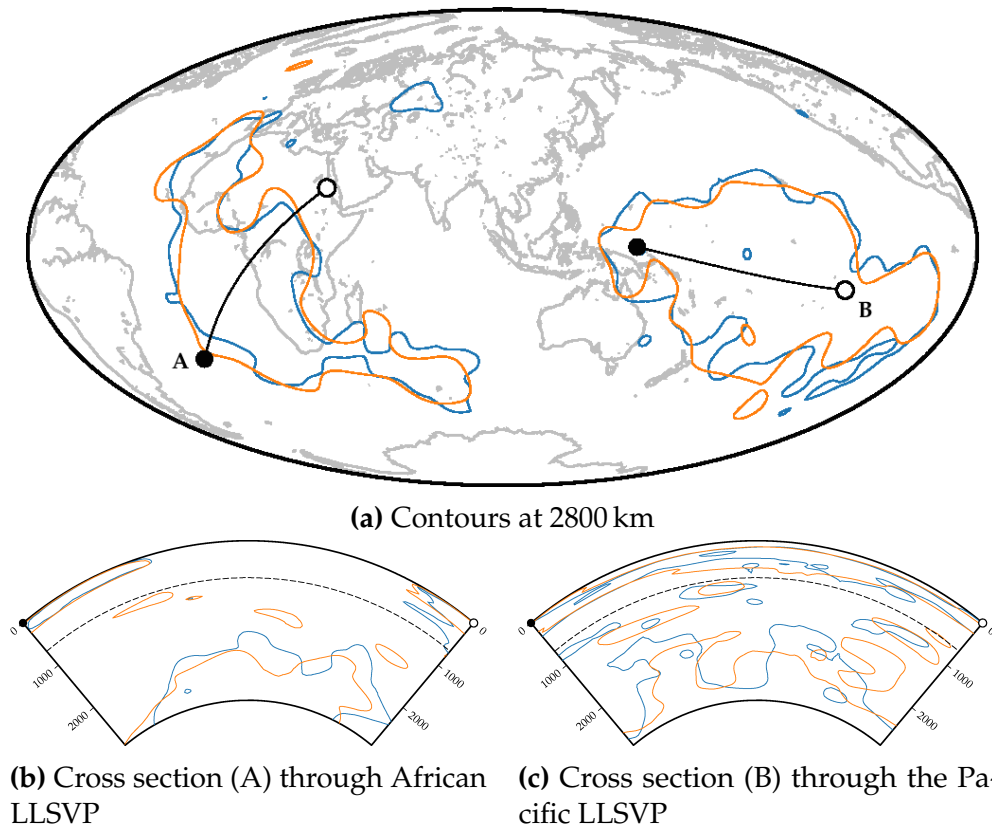 A
B
(a) Contours at 2800 km
0
1000
2000
0
1000
2000
0
1000
2000
0
1000
2000
(b) Cross section (A) through African
LLSVP
(c) Cross section (B) through the Pa-
cific LLSVP